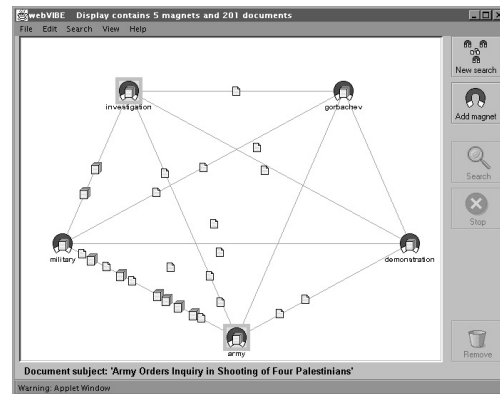 webVIBE Display contains 5 magnets and 201 documents
File Edit Search View Help
New search
Add magnet
Search
Stop
Remove
investigation
gorbachev
military
demonstration
army
Document subject: 'Army Orders Inquiry in Shooting of Four Palestinians'
Warning: Applet Window